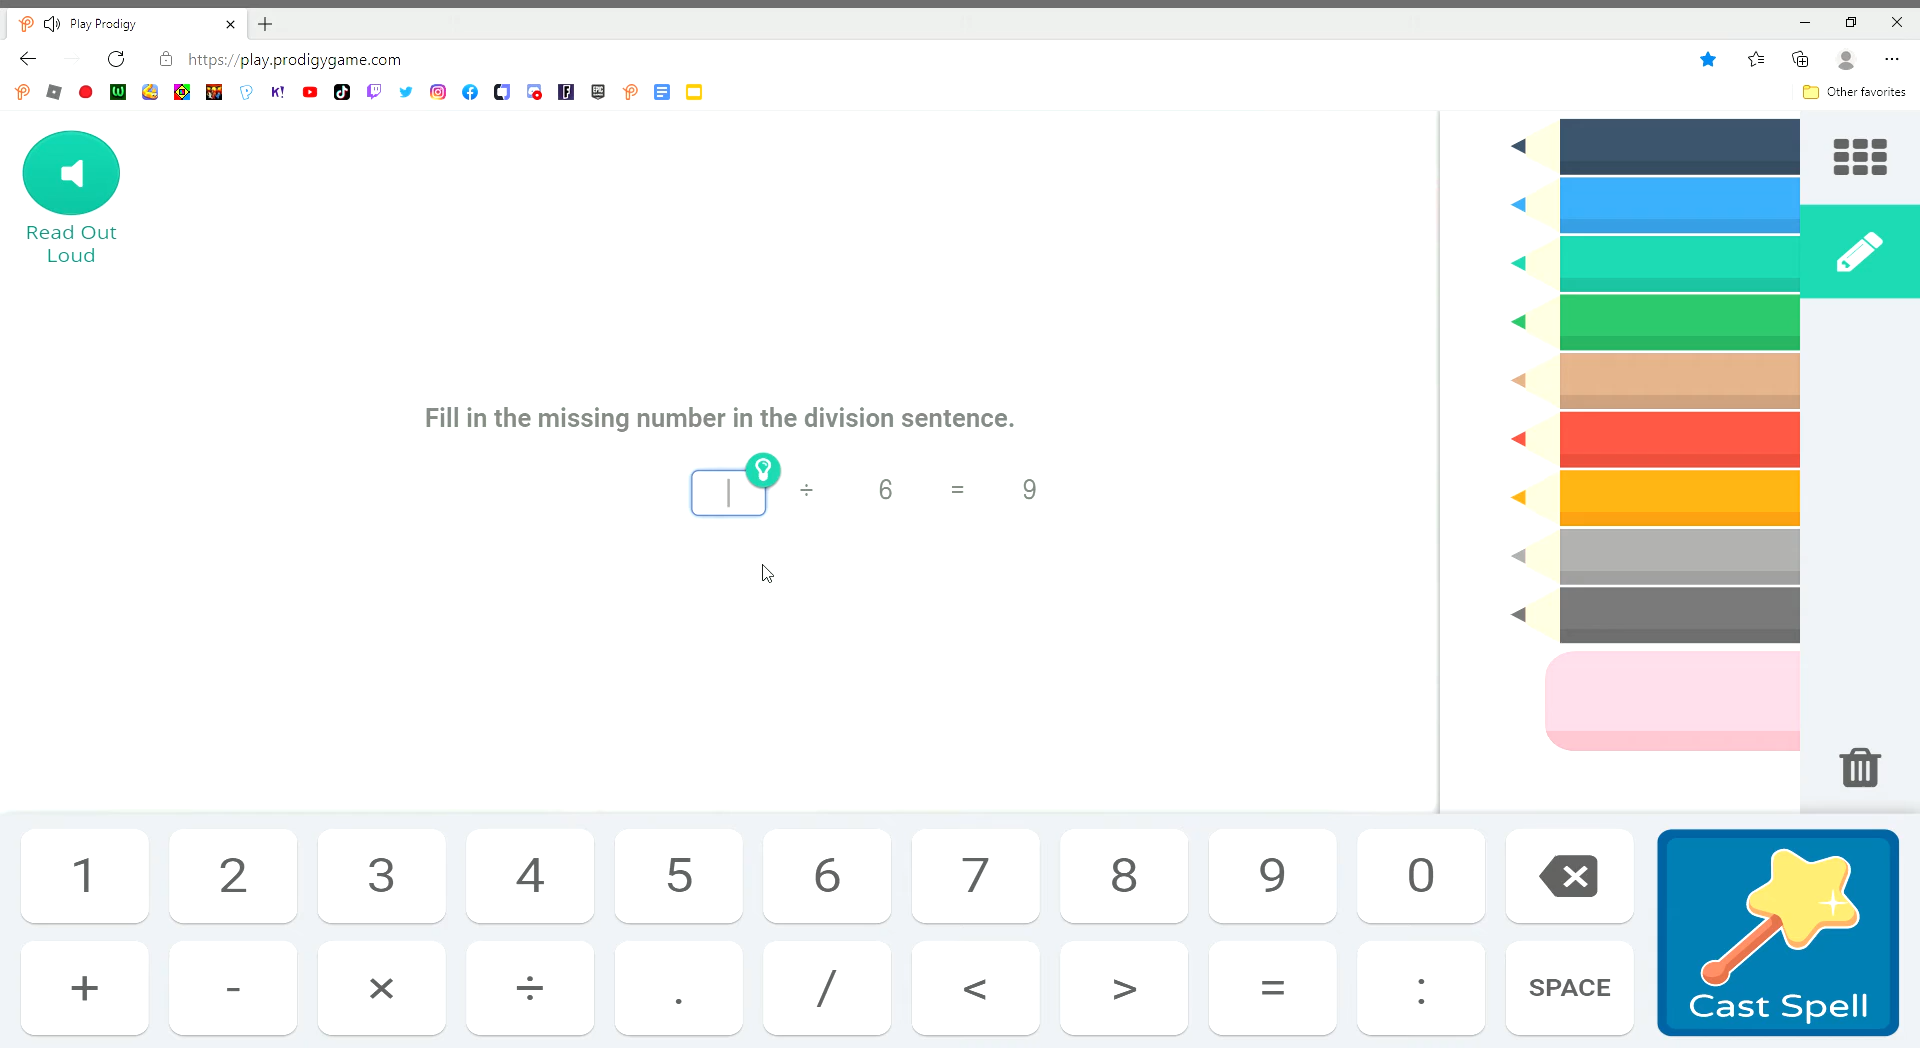 Play Prodigy
https://play.prodigygame.com
Other favorites
Read Out
Loud
Fill in the missing number in the division sentence.
÷ 6 = 9
1 2 3 4 5 6 7 8 9 0
+ - × ÷ . / < > = : SPACE
Cast Spell